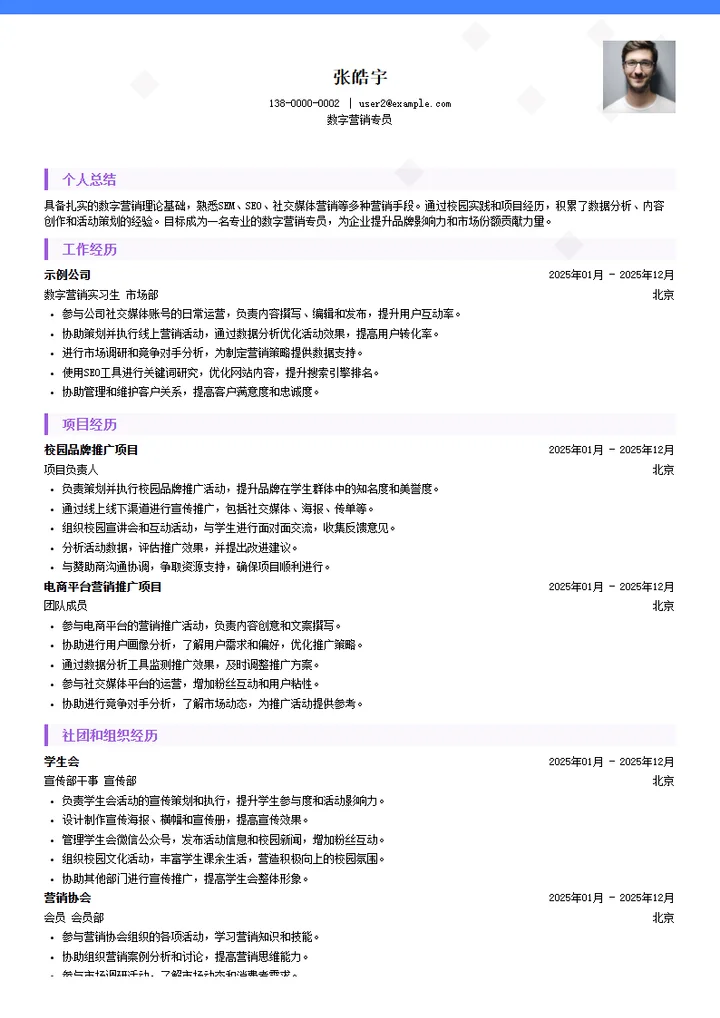 张皓宇
138-0000-0002 | user2@example.com
数字营销专员
个人总结
具备扎实的数字营销理论基础，熟悉SEM、SEO、社交媒体营销等多种营销手段。通过校园实践和项目经历，积累了数据分析、内容
创作和活动策划的经验。目标成为一名专业的数字营销专员，为企业提升品牌影响力和市场份额贡献力量。
工作经历
示例公司 2025年01月 - 2025年12月
数字营销实习生 市场部 北京
• 参与公司社交媒体账号的日常运营，负责内容撰写、编辑和发布，提升用户互动率。
• 协助策划并执行线上营销活动，通过数据分析优化活动效果，提高用户转化率。
• 进行市场调研和竞争对手分析，为制定营销策略提供数据支持。
• 使用SEO工具进行关键词研究，优化网站内容，提升搜索引擎排名。
• 协助管理和维护客户关系，提高客户满意度和忠诚度。
项目经历
校园品牌推广项目 2025年01月 - 2025年12月
项目负责人 北京
• 负责策划并执行校园品牌推广活动，提升品牌在学生群体中的知名度和美誉度。
• 通过线上线下渠道进行宣传推广，包括社交媒体、海报、传单等。
• 组织校园宣讲会和互动活动，与学生进行面对面交流，收集反馈意见。
• 分析活动数据，评估推广效果，并提出改进建议。
• 与赞助商沟通协调，争取资源支持，确保项目顺利进行。
电商平台营销推广项目 2025年01月 - 2025年12月
团队成员 北京
• 参与电商平台的营销推广活动，负责内容创意和文案撰写。
• 协助进行用户画像分析，了解用户需求和偏好，优化推广策略。
• 通过数据分析工具监测推广效果，及时调整推广方案。
• 参与社交媒体平台的运营，增加粉丝互动和用户粘性。
• 协助进行竞争对手分析，了解市场动态，为推广活动提供参考。
社团和组织经历
学生会 2025年01月 - 2025年12月
宣传部干事 宣传部 北京
• 负责学生会活动的宣传策划和执行，提升学生参与度和活动影响力。
• 设计制作宣传海报、横幅和宣传册，提高宣传效果。
• 管理学生会微信公众号，发布活动信息和校园新闻，增加粉丝互动。
• 组织校园文化活动，丰富学生课余生活，营造积极向上的校园氛围。
• 协助其他部门进行宣传推广，提高学生会整体形象。
营销协会 2025年01月 - 2025年12月
会员 会员部 北京
• 参与营销协会组织的各项活动，学习营销知识和技能。
• 协助组织营销案例分析和讨论，提高营销思维能力。
• 参与市场调研活动，了解市场动态和消费者需求。